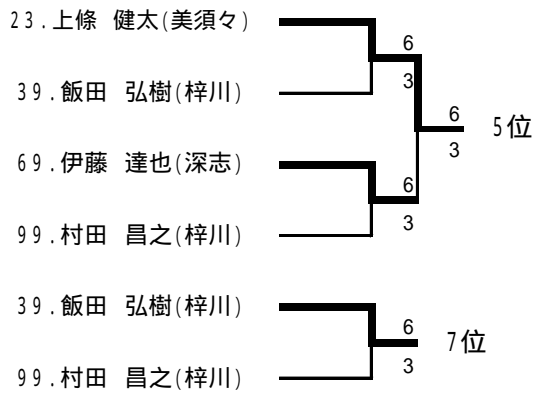 23.上條 健太(美須々)
6
3
39.飯田 弘樹(梓川)
6
3
5位
69.伊藤 達也(深志)
6
3
99.村田 昌之(梓川)
39.飯田 弘樹(梓川)
6
3
7位
99.村田 昌之(梓川)